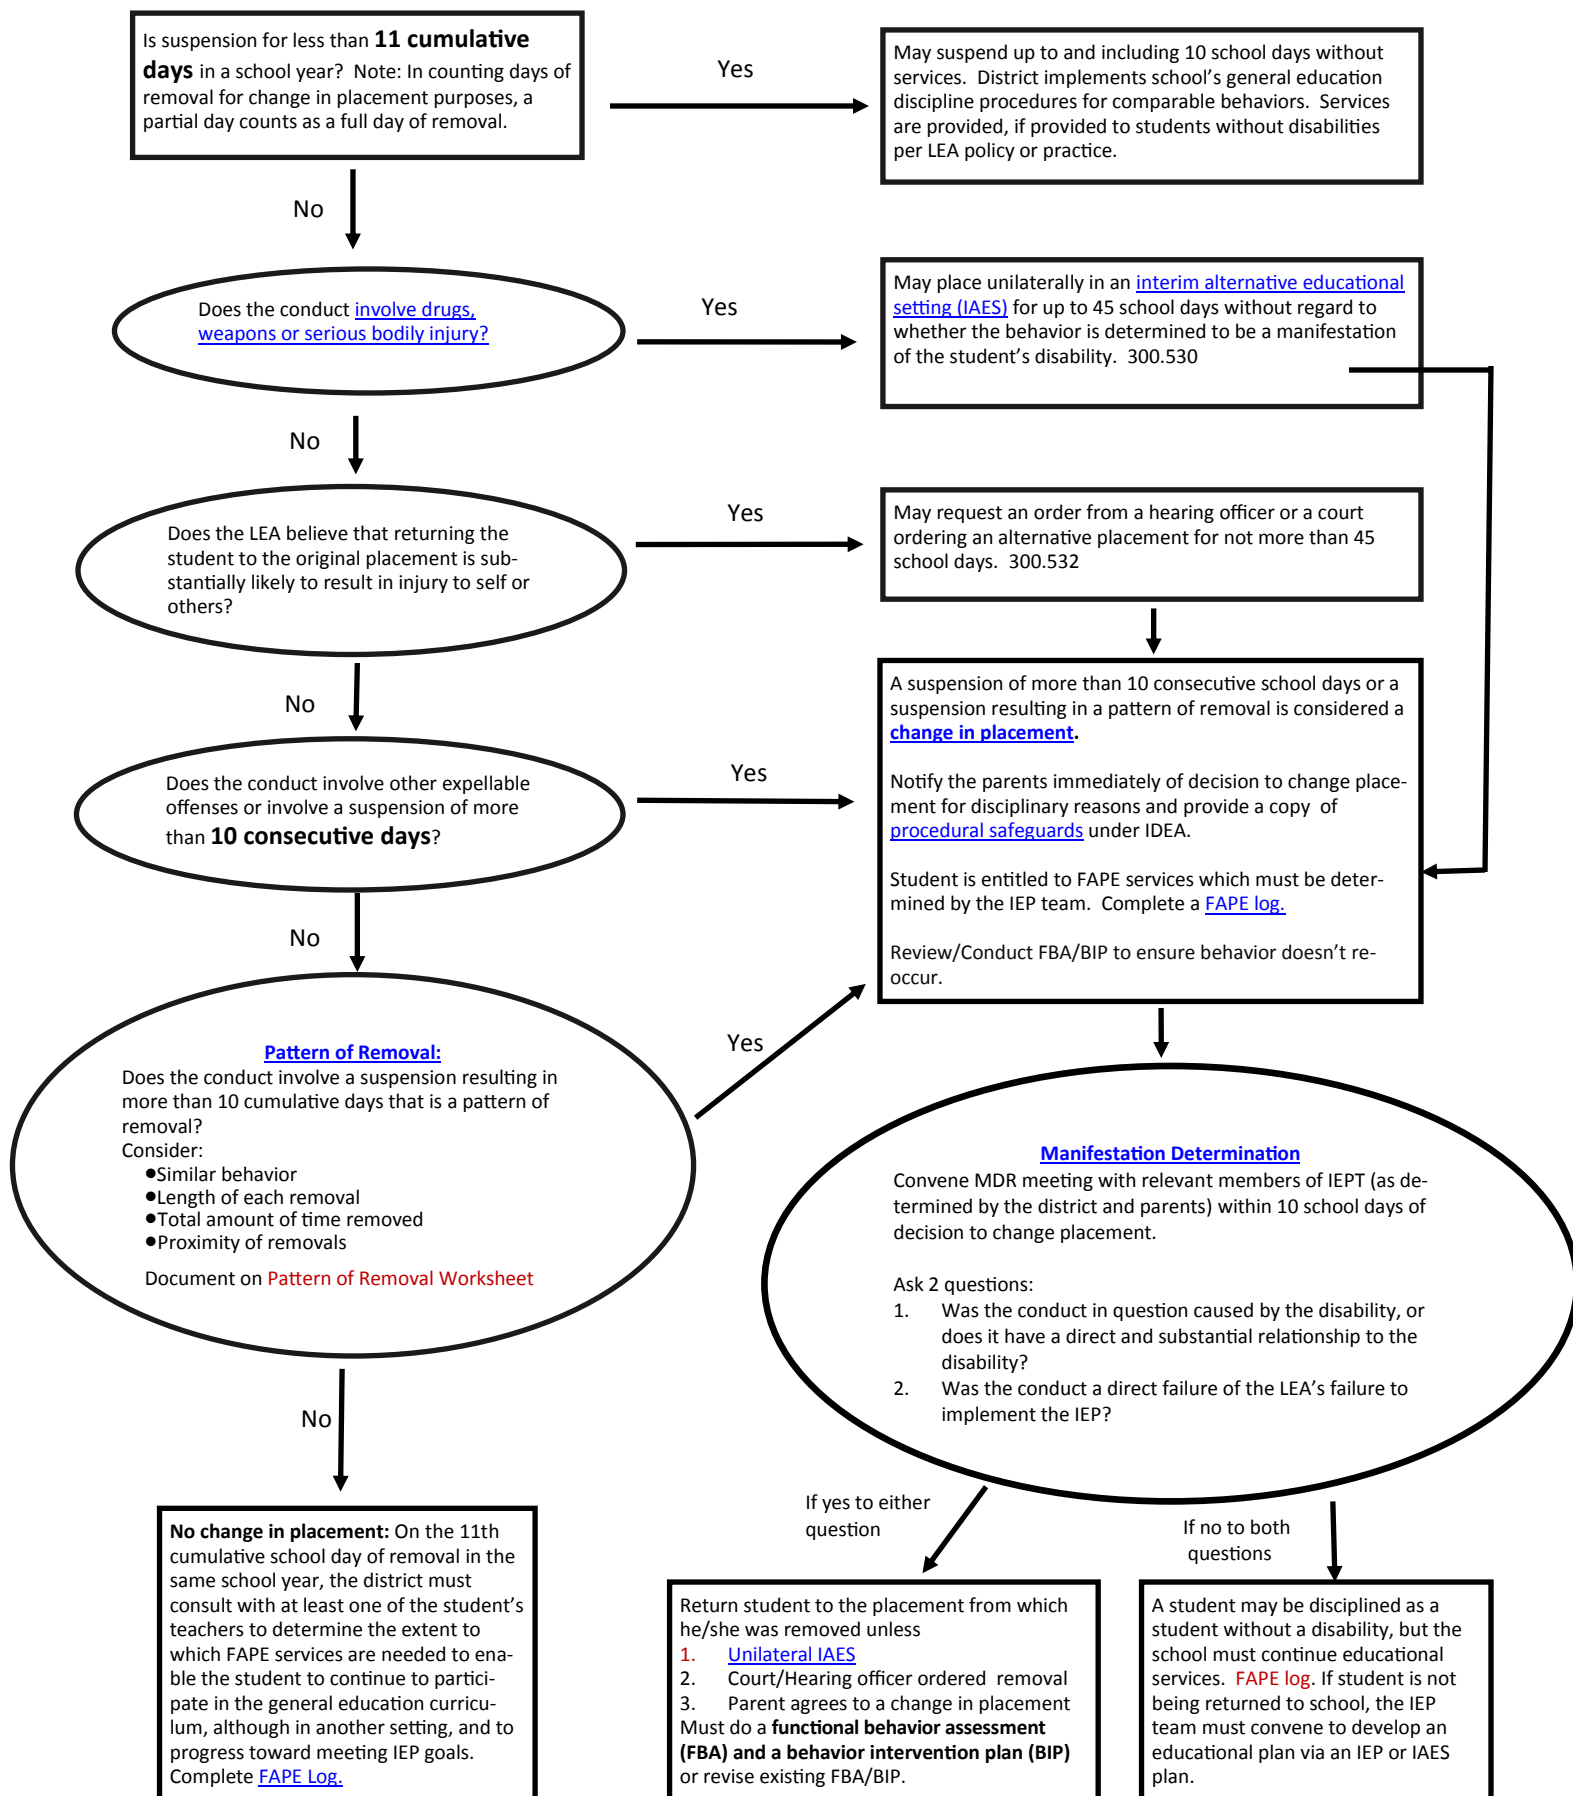 Is suspension for less than 11 cumulative
days in a school year?  Note: In counting days of
removal for change in placement purposes, a
partial day counts as a full day of removal.
Yes
May suspend up to and including 10 school days without
services.  District implements school’s general education
discipline procedures for comparable behaviors.  Services
are provided, if provided to students without disabilities
per LEA policy or practice.
No
Does the conduct involve drugs,
weapons or serious bodily injury?
Yes
May place unilaterally in an interim alternative educational
setting (IAES) for up to 45 school days without regard to
whether the behavior is determined to be a manifestation
of the student’s disability.  300.530
No
Does the LEA believe that returning the
student to the original placement is sub-
stantially likely to result in injury to self or
others?
Yes
May request an order from a hearing officer or a court
ordering an alternative placement for not more than 45
school days.  300.532
No
Does the conduct involve other expellable
offenses or involve a suspension of more
than 10 consecutive days?
Yes
A suspension of more than 10 consecutive school days or a
suspension resulting in a pattern of removal is considered a
change in placement.
Notify the parents immediately of decision to change place-
ment for disciplinary reasons and provide a copy  of
procedural safeguards under IDEA.
Student is entitled to FAPE services which must be deter-
mined by the IEP team.  Complete a FAPE log.
Review/Conduct FBA/BIP to ensure behavior doesn’t re-
occur.
No
Pattern of Removal:
Does the conduct involve a suspension resulting in
more than 10 cumulative days that is a pattern of
removal?
Consider:
●Similar behavior
●Length of each removal
●Total amount of time removed
●Proximity of removals
Document on Pattern of Removal Worksheet
Yes
Manifestation Determination
Convene MDR meeting with relevant members of IEPT (as de-
termined by the district and parents) within 10 school days of
decision to change placement.
Ask 2 questions:
1. Was the conduct in question caused by the disability, or
does it have a direct and substantial relationship to the
disability?
2. Was the conduct a direct failure of the LEA’s failure to
implement the IEP?
No
No change in placement: On the 11th
cumulative school day of removal in the
same school year, the district must
consult with at least one of the student’s
teachers to determine the extent to
which FAPE services are needed to ena-
ble the student to continue to partici-
pate in the general education curricu-
lum, although in another setting, and to
progress toward meeting IEP goals.
Complete FAPE Log.
If yes to either
question
Return student to the placement from which
he/she was removed unless
1. Unilateral IAES
2. Court/Hearing officer ordered  removal
3. Parent agrees to a change in placement
Must do a functional behavior assessment
(FBA) and a behavior intervention plan (BIP)
or revise existing FBA/BIP.
If no to both
questions
A student may be disciplined as a
student without a disability, but the
school must continue educational
services.  FAPE log. If student is not
being returned to school, the IEP
team must convene to develop an
educational plan via an IEP or IAES
plan.